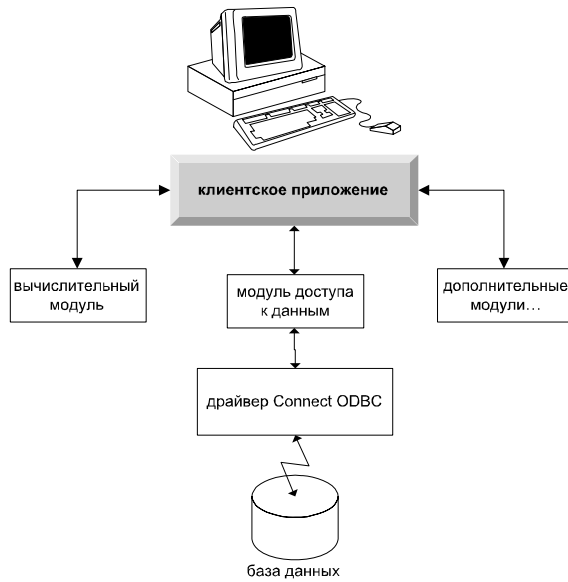 клиентское приложение
вычислительный
модуль
модуль доступа
к данным
дополнительные
модули...
драйвер Connect ODBC
база данных